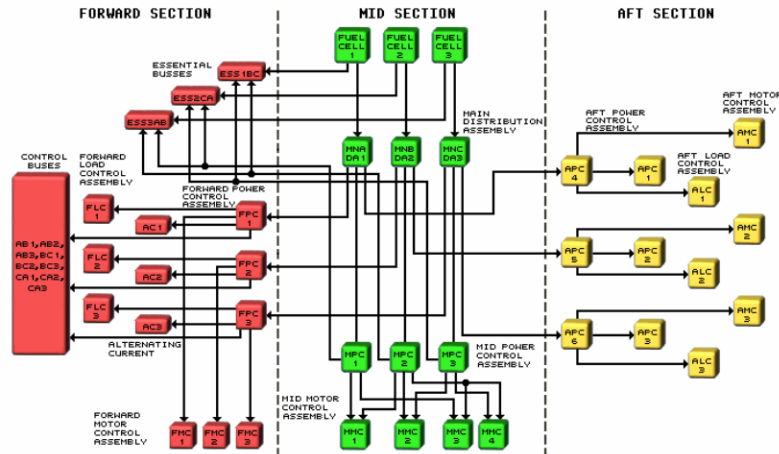 FORWARD SECTION
MID SECTION
AFT SECTION
ESSENTIAL
BUSSES
ESS1BC
ESS2CA
ESS3AB
FUEL
CELL
1
FUEL
CELL
2
FUEL
CELL
3
MAIN
DISTRIBUTION
ASSEMBLY
MNA
DA1
MNB
DA2
MNC
DA3
AFT POWER
CONTROL
ASSEMBLY
AFT MOTOR
CONTROL
ASSEMBLY
AFT LOAD
CONTROL
ASSEMBLY
CONTROL
BUSES
FORWARD
LOAD
CONTROL
ASSEMBLY
FORWARD POWER
CONTROL
ASSEMBLY
AB1,AB2,
AB3,BC1,
BC2,BC3,
CA1,CA2,
CA3
FLC
1
AC1
FPC
1
FLC
2
AC2
FPC
2
FLC
3
AC3
FPC
3
ALTERNATING
CURRENT
APC
4
APC
1
AMC
1
ALC
1
APC
5
APC
2
AMC
2
ALC
2
APC
6
APC
3
AMC
3
ALC
3
MPC
1
MPC
2
MPC
3
MID POWER
CONTROL
ASSEMBLY
MID MOTOR
CONTROL
ASSEMBLY
MMC
1
MMC
2
MMC
3
MMC
4
FORWARD
MOTOR
CONTROL
ASSEMBLY
FMC
1
FMC
2
FMC
3